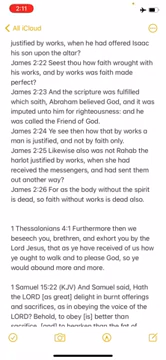 2:11
All iCloud
justified by works, when he had offered Isaac
his son upon the altar?
James 2:22 Seest thou how faith wrought with
his works, and by works was faith made
perfect?
James 2:23 And the scripture was fulfilled
which saith, Abraham believed God, and it was
imputed unto him for righteousness: and he
was called the Friend of God.
James 2:24 Ye see then how that by works a
man is justified, and not by faith only.
James 2:25 Likewise also was not Rahab the
harlot justified by works, when she had
received the messengers, and had sent them
out another way?
James 2:26 For as the body without the spirit is
dead, so faith without works is dead also.
1 Thessalonians 4:1 Furthermore then we
beseech you, brethren, and exhort you by the
Lord Jesus, that as ye have received of us how
ye ought to walk and to please God, so ye
would abound more and more.
1 Samuel 15:22 (KJV) And Samuel said, Hath
the LORD [as great] delight in burnt offerings
and sacrifices, as in obeying the voice of the
LORD? Behold, to obey [is] better than
sacrifice, [and] to hearken than the fat of